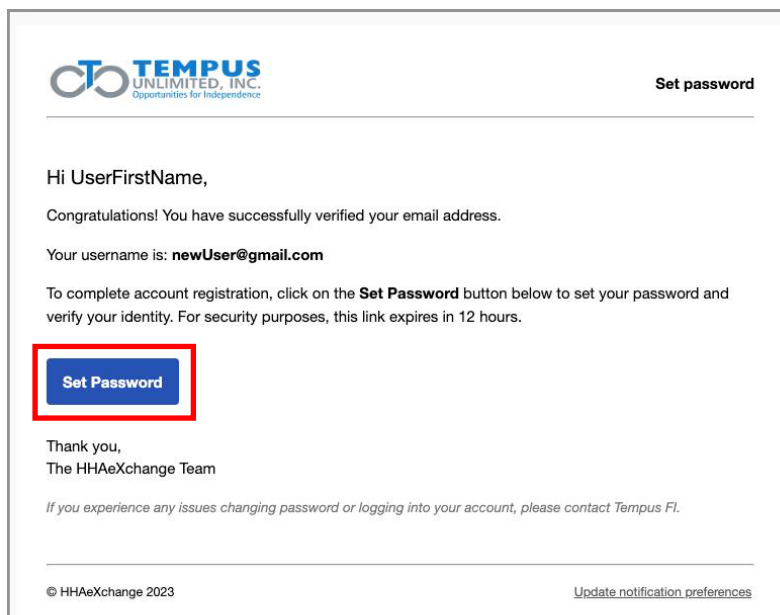 TEMPUS
UNLIMITED, INC.
Opportunities for Independence
Set password
Hi UserFirstName,
Congratulations! You have successfully verified your email address.
Your username is: newUser@gmail.com
To complete account registration, click on the Set Password button below to set your password and
verify your identity. For security purposes, this link expires in 12 hours.
Set Password
Thank you,
The HHAeXchange Team
If you experience any issues changing password or logging into your account, please contact Tempus FI.
© HHAeXchange 2023
Update notification preferences